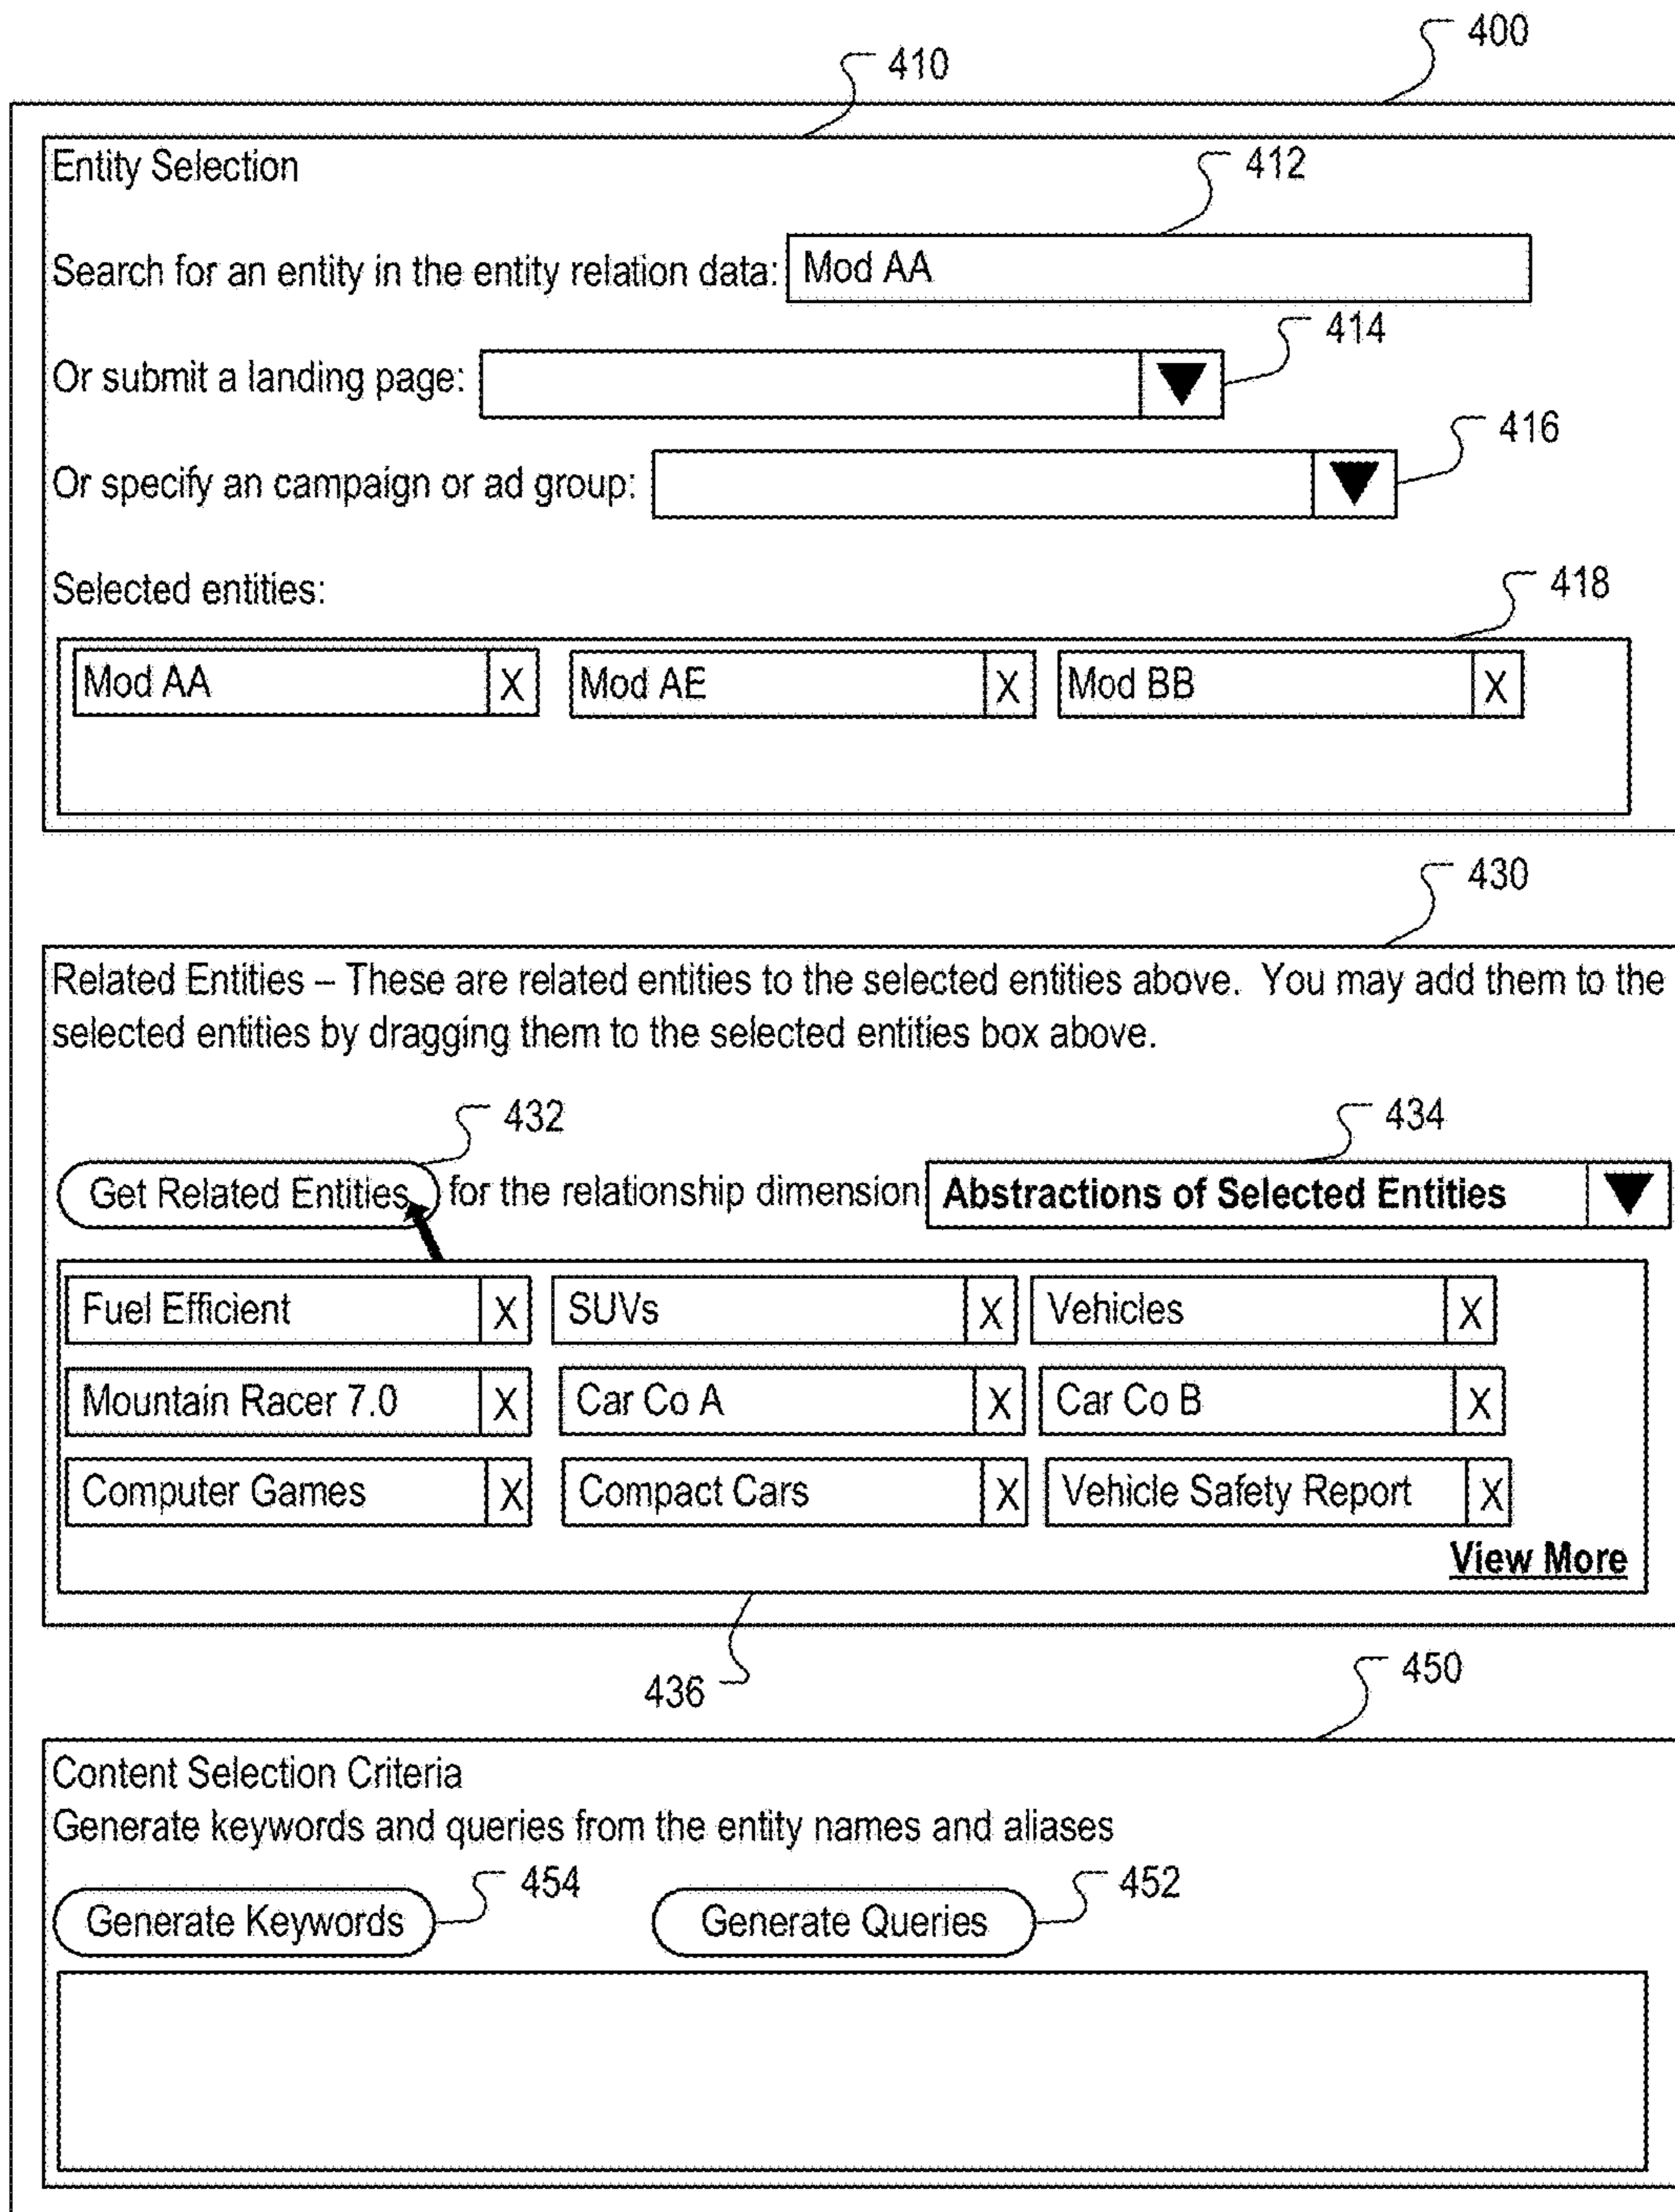 400
410
Entity Selection
412
Search for an entity in the entity relation data: Mod AA
414
Or submit a landing page:
416
Or specify an campaign or ad group:
Selected entities:
418
Mod AA X Mod AE X Mod BB X
430
Related Entities – These are related entities to the selected entities above. You may add them to the
selected entities by dragging them to the selected entities box above.
432 434
Get Related Entities for the relationship dimension Abstractions of Selected Entities
Fuel Efficient X SUVs X Vehicles X
Mountain Racer 7.0 X Car Co A X Car Co B X
Computer Games X Compact Cars X Vehicle Safety Report X
View More
436
450
Content Selection Criteria
Generate keywords and queries from the entity names and aliases
454 452
Generate Keywords Generate Queries